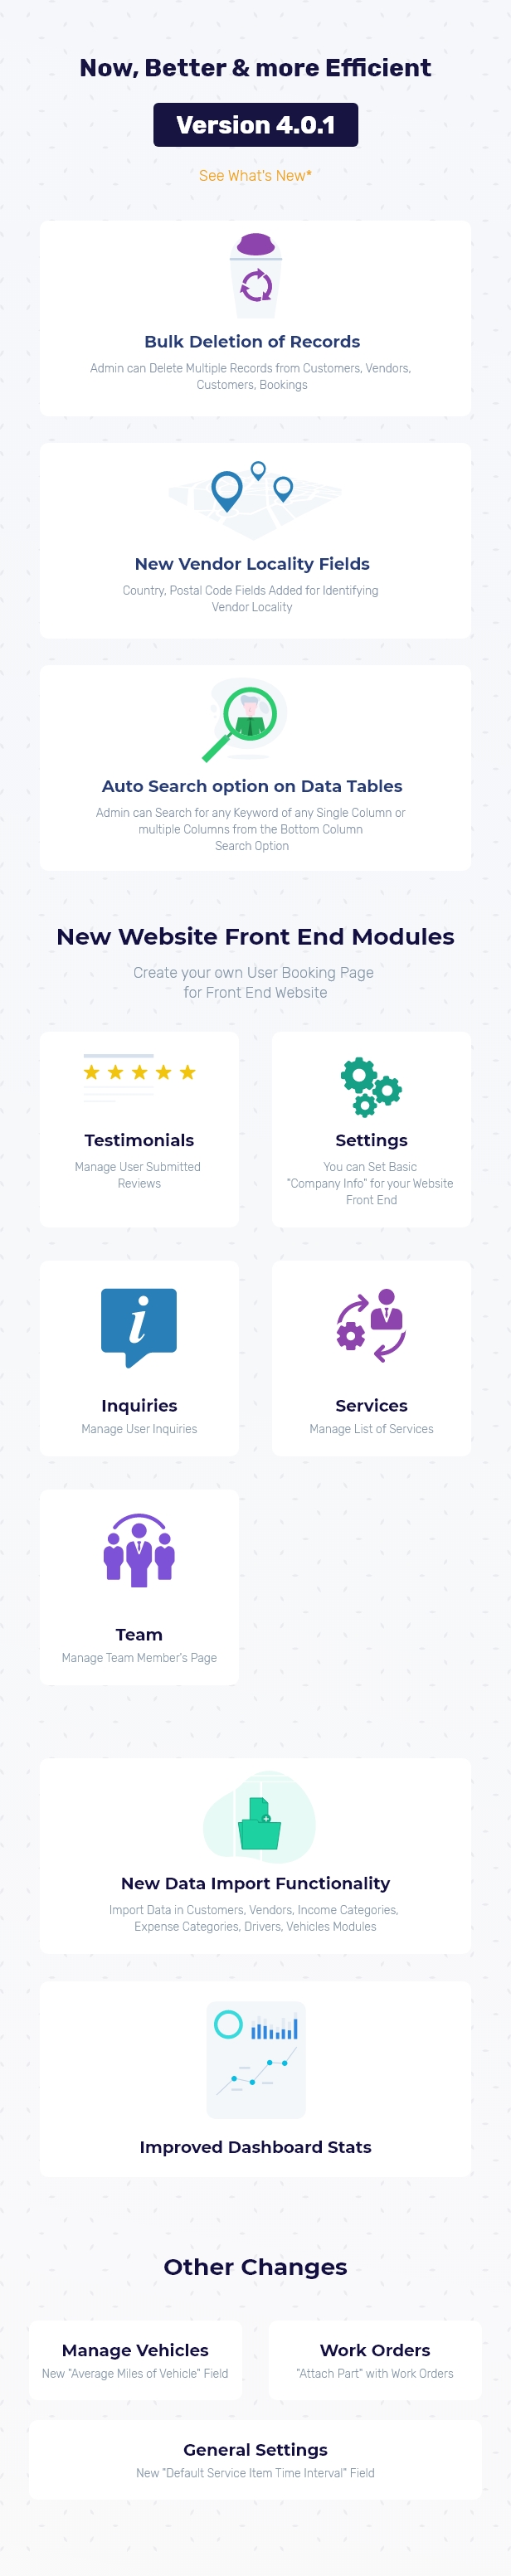 Now, Better & more Efficient
Version 4.0.1
See What's New*
Bulk Deletion of Records
Admin can Delete Multiple Records from Customers, Vendors,
Customers, Bookings
New Vendor Locality Fields
Country, Postal Code Fields Added for Identifying
Vendor Locality
Auto Search option on Data Tables
Admin can Search for any Keyword of any Single Column or
multiple Columns from the Bottom Column
Search Option
New Website Front End Modules
Create your own User Booking Page
for Front End Website
Testimonials
Manage User Submitted
Reviews
Settings
You can Set Basic
"Company Info" for your Website
Front End
Inquiries
Manage User Inquiries
Services
Manage List of Services
Team
Manage Team Member's Page
New Data Import Functionality
Import Data in Customers, Vendors, Income Categories,
Expense Categories, Drivers, Vehicles Modules
Improved Dashboard Stats
Other Changes
Manage Vehicles
New "Average Miles of Vehicle" Field
Work Orders
"Attach Part" with Work Orders
General Settings
New "Default Service Item Time Interval" Field